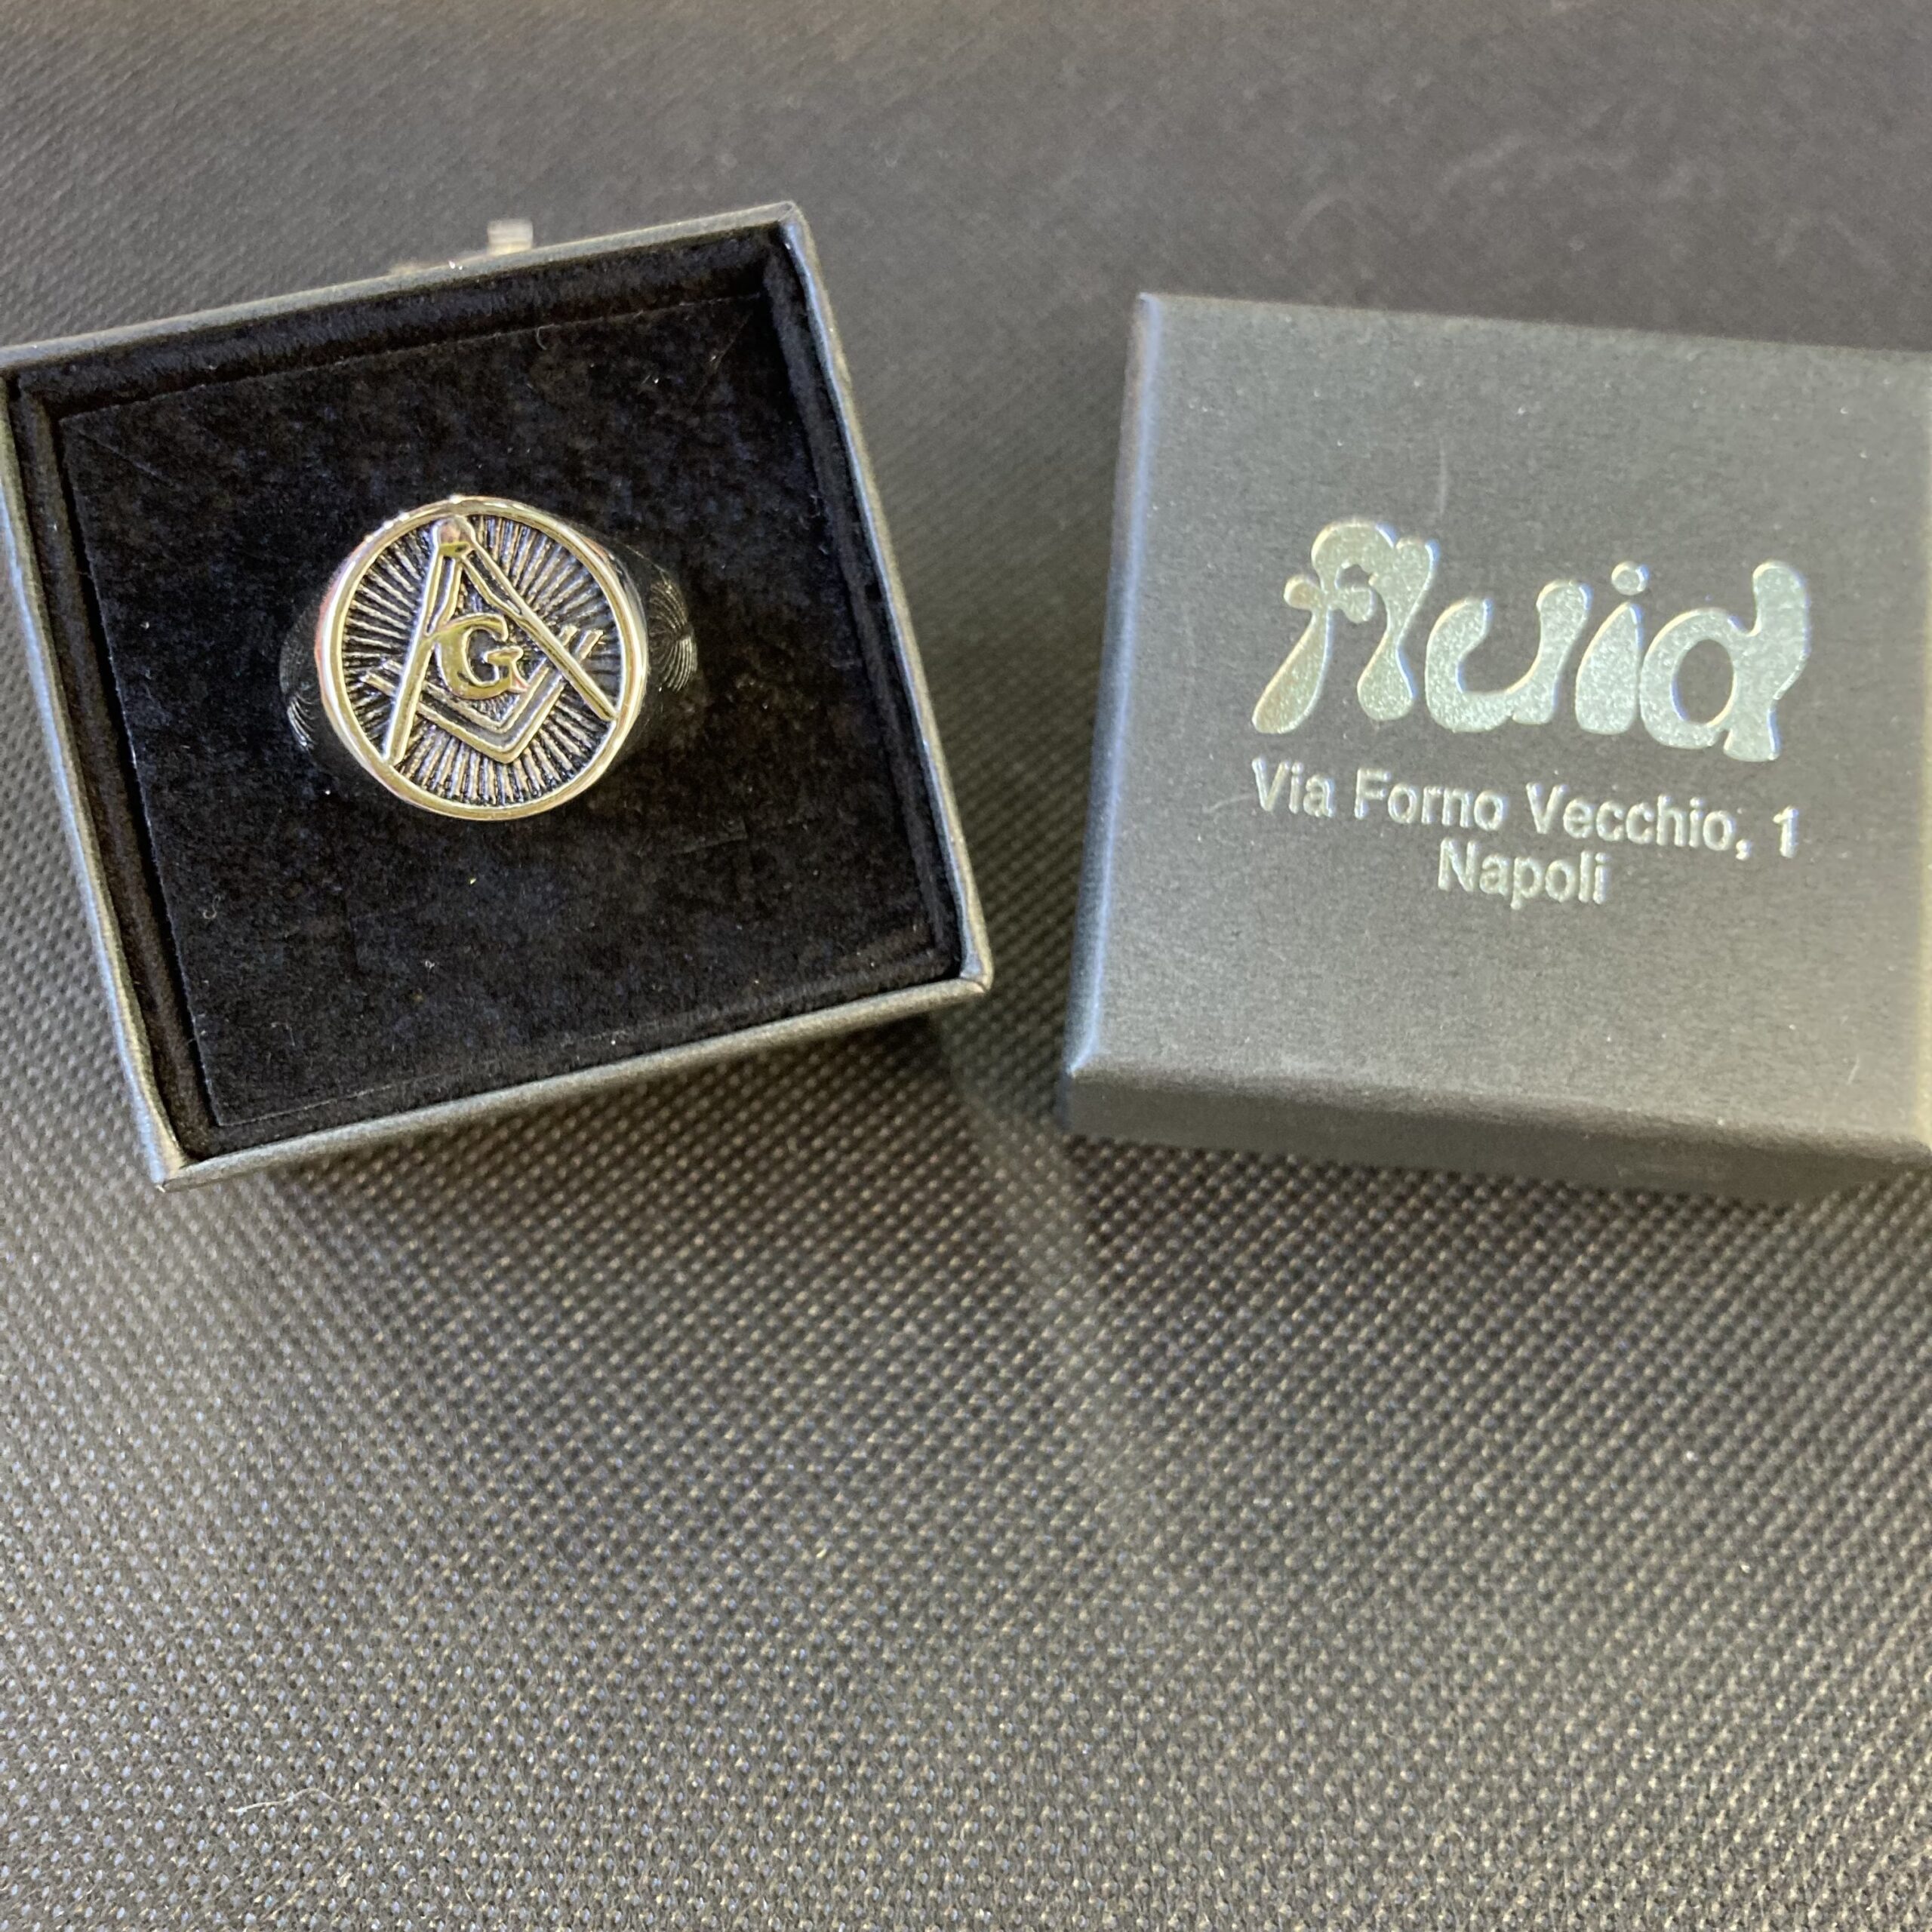 G
fluid
Via Forno Vecchio, 1
Napoli